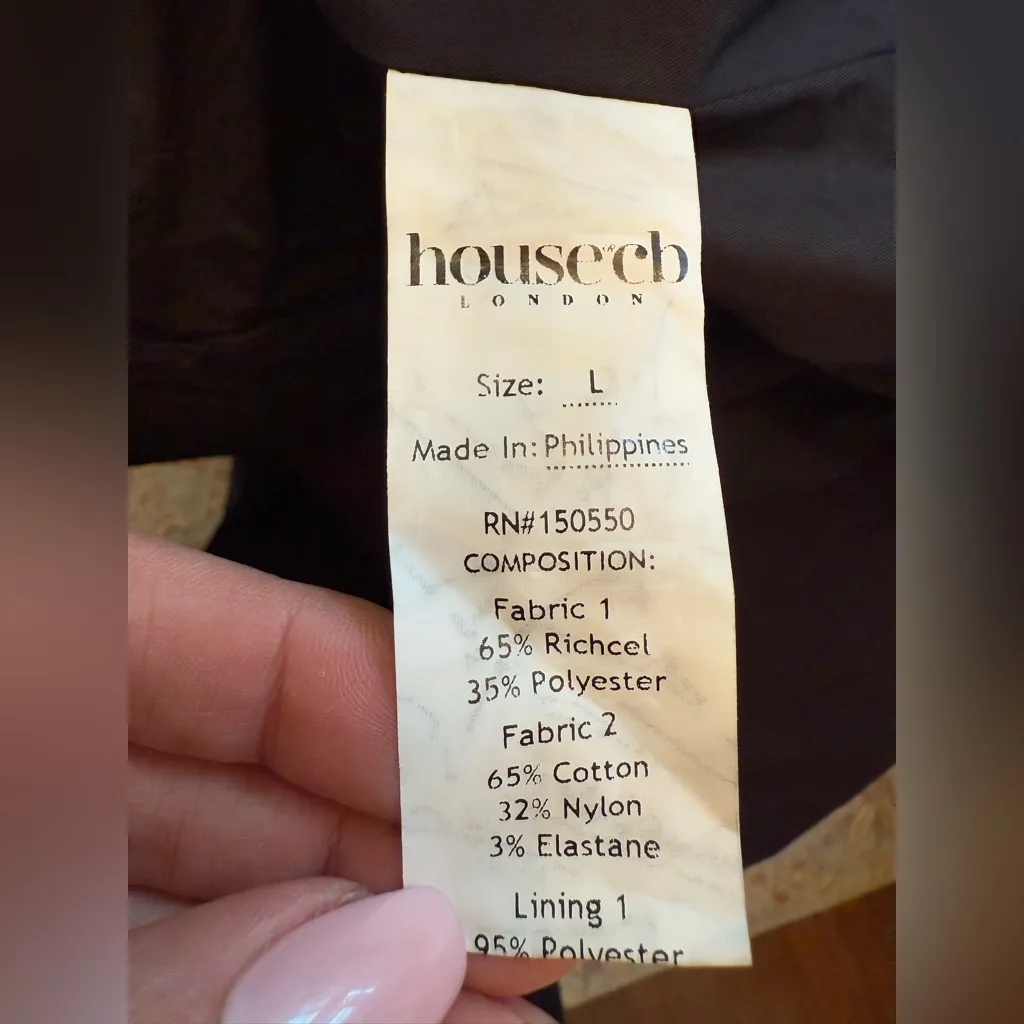 house of cb
LONDON
Size: L
Made In: Philippines
RN#150550
COMPOSITION:
Fabric 1
65% Richcel
35% Polyester
Fabric 2
65% Cotton
32% Nylon
3% Elastane
Lining 1
95% Polyester